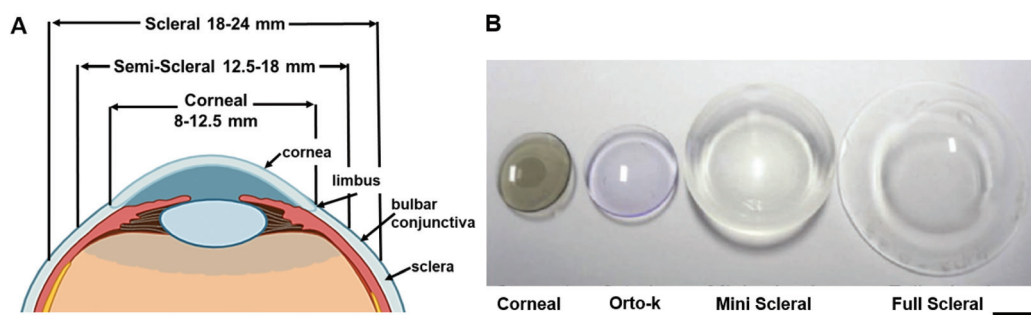 A
Scleral 18-24 mm
Semi-Scleral 12.5-18 mm
Corneal
8-12.5 mm
cornea
limbus
bulbar
conjunctiva
sclera
B
Corneal
Orto-k
Mini Scleral
Full Scleral